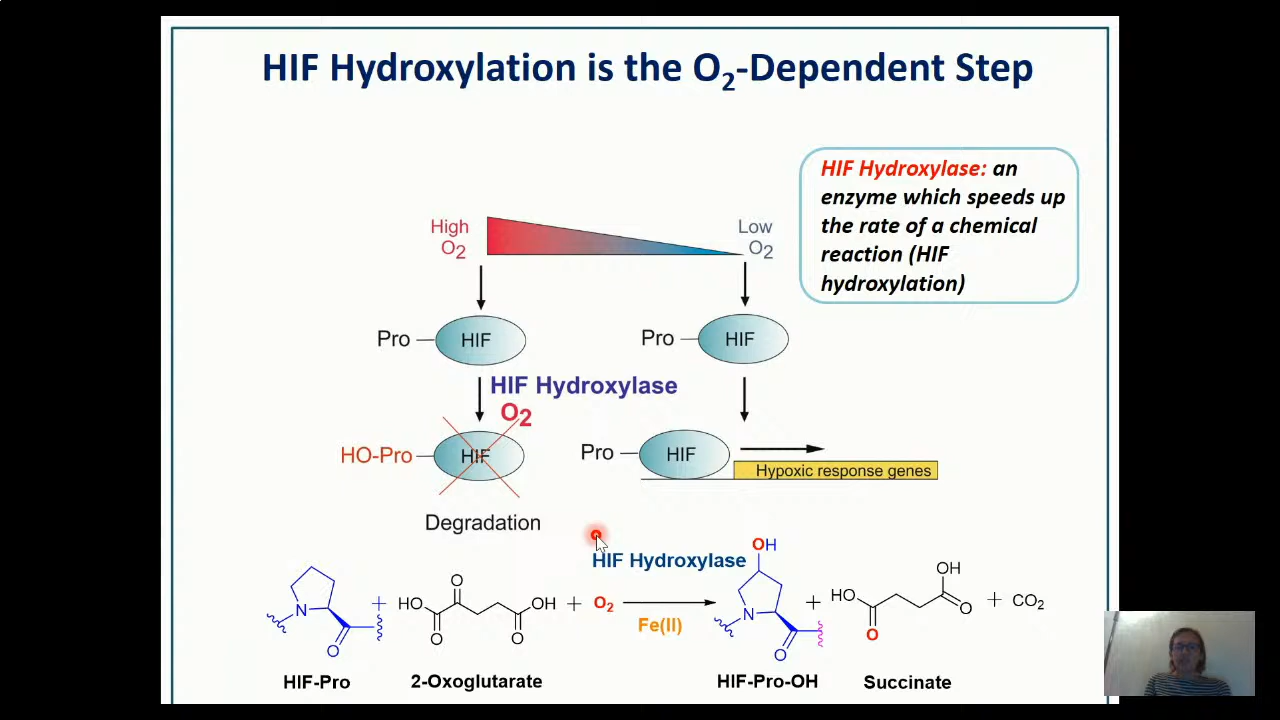 HIF Hydroxylation is the O₂-Dependent Step
HIF Hydroxylase: an
enzyme which speeds up
the rate of a chemical
reaction (HIF
hydroxylation)
High
O₂
Low
O₂
Pro
HIF
Pro
HIF
HIF Hydroxylase
O₂
HO-Pro
HIF
Pro
HIF
Hypoxic response genes
Degradation
HIF Hydroxylase
N
O
+
HO
O
O
O
OH
+
O₂
Fe(II)
OH
N
O
+
HO
O
OH
O
+
CO₂
HIF-Pro
2-Oxoglutarate
HIF-Pro-OH
Succinate